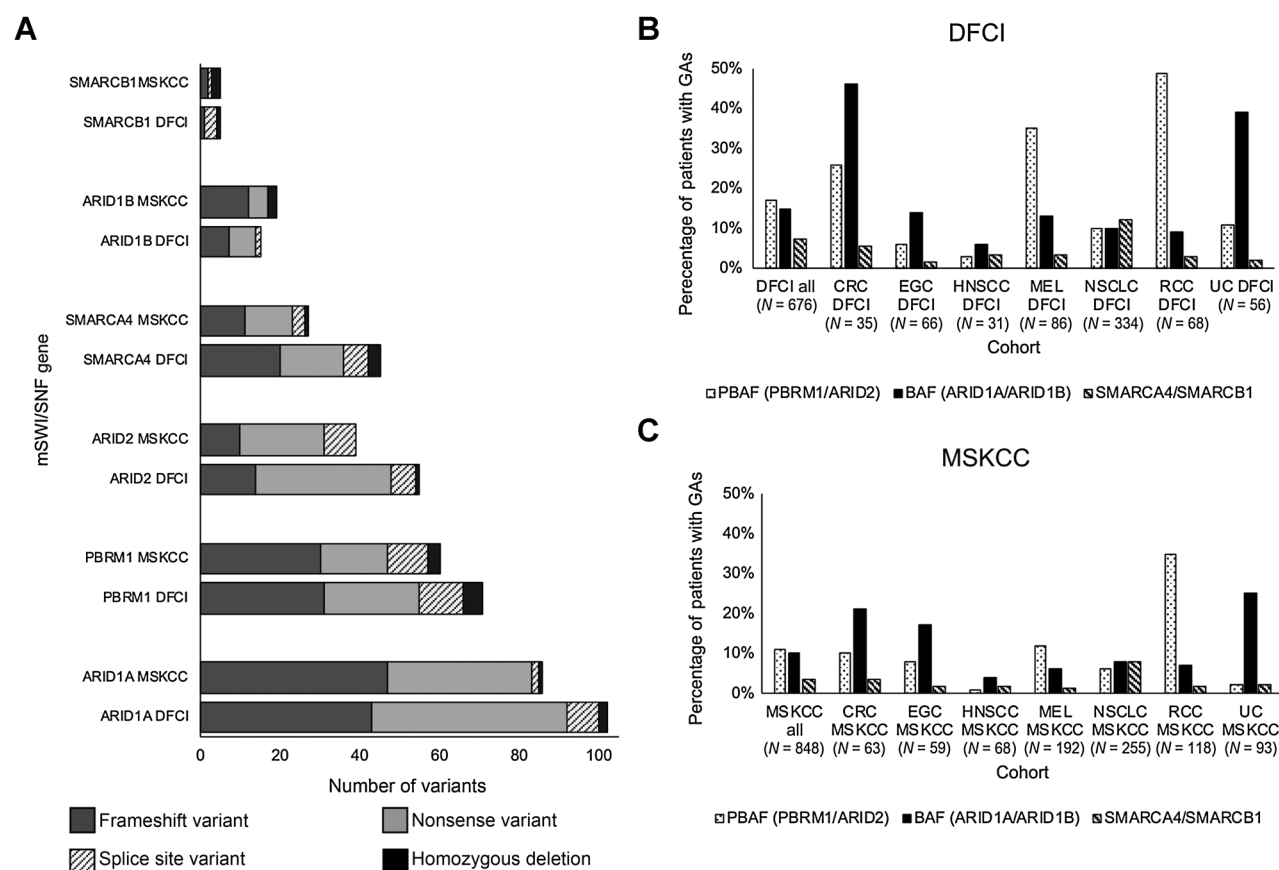 A
SMARCB1MSKCC
SMARCB1 DFCI
ARID1B MSKCC
ARID1B DFCI
SMARCA4 MSKCC
SMARCA4 DFCI
ARID2 MSKCC
ARID2 DFCI
PBRM1 MSKCC
PBRM1 DFCI
ARID1A MSKCC
ARID1A DFCI
mSWI/SNF gene
0 20 40 60 80 100
Number of variants
Frameshift variant Nonsense variant
Splice site variant Homozygous deletion
B
DFCI
Perecentage of patients with GAs
50%
40%
30%
20%
10%
0%
DFCI all CRC EGC HNSCC MEL NSCLC RCC UC DFCI
(N = 676) DFCI DFCI DFCI DFCI DFCI DFCI (N = 56)
(N = 35) (N = 66) (N = 31) (N = 86) (N = 334) (N = 68)
Cohort
PBAF (PBRM1/ARID2) BAF (ARID1A/ARID1B) SMARCA4/SMARCB1
C
MSKCC
Percentage of patients with GAs
50%
40%
30%
20%
10%
0%
MSKCC CRC EGC HNSCC MEL NSCLC RCC UC
all MSKCC MSKCC MSKCC MSKCC MSKCC MSKCC MSKCC
(N = 848) (N = 63) (N = 59) (N = 68) (N = 192) (N = 255) (N = 118) (N = 93)
Cohort
PBAF (PBRM1/ARID2) BAF (ARID1A/ARID1B) SMARCA4/SMARCB1